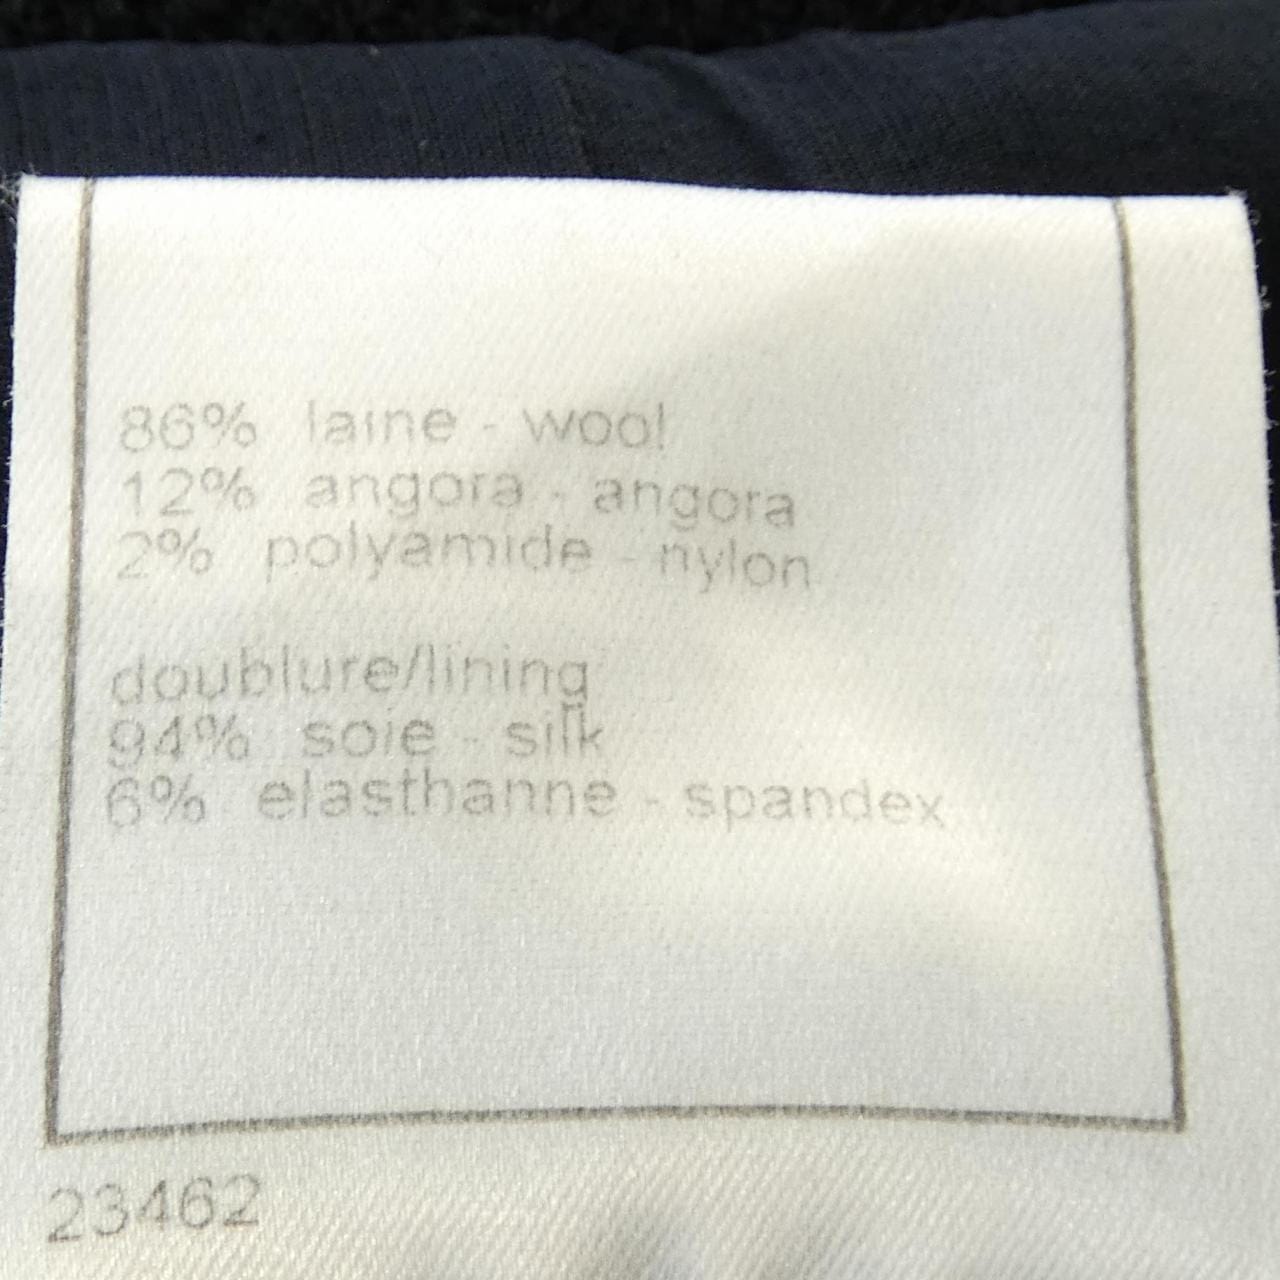 86% laine - wool
12% angora - angora
2% polyamide - nylon
doublure/lining
94% soie - silk
6% elasthanne - spandex
23462